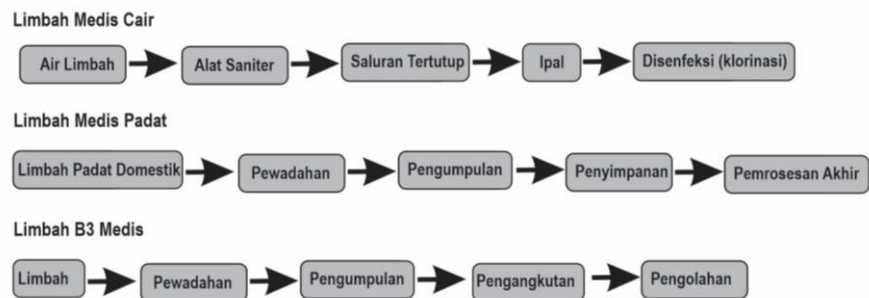 Limbah Medis Cair
Air Limbah Alat Saniter Saluran Tertutup Ipal Disenfeksi (klorinasi)
Limbah Medis Padat
Limbah Padat Domestik Pewadahan Pengumpulan Penyimpanan Pemrosesan Akhir
Limbah B3 Medis
Limbah Pewadahan Pengumpulan Pengangkutan Pengolahan